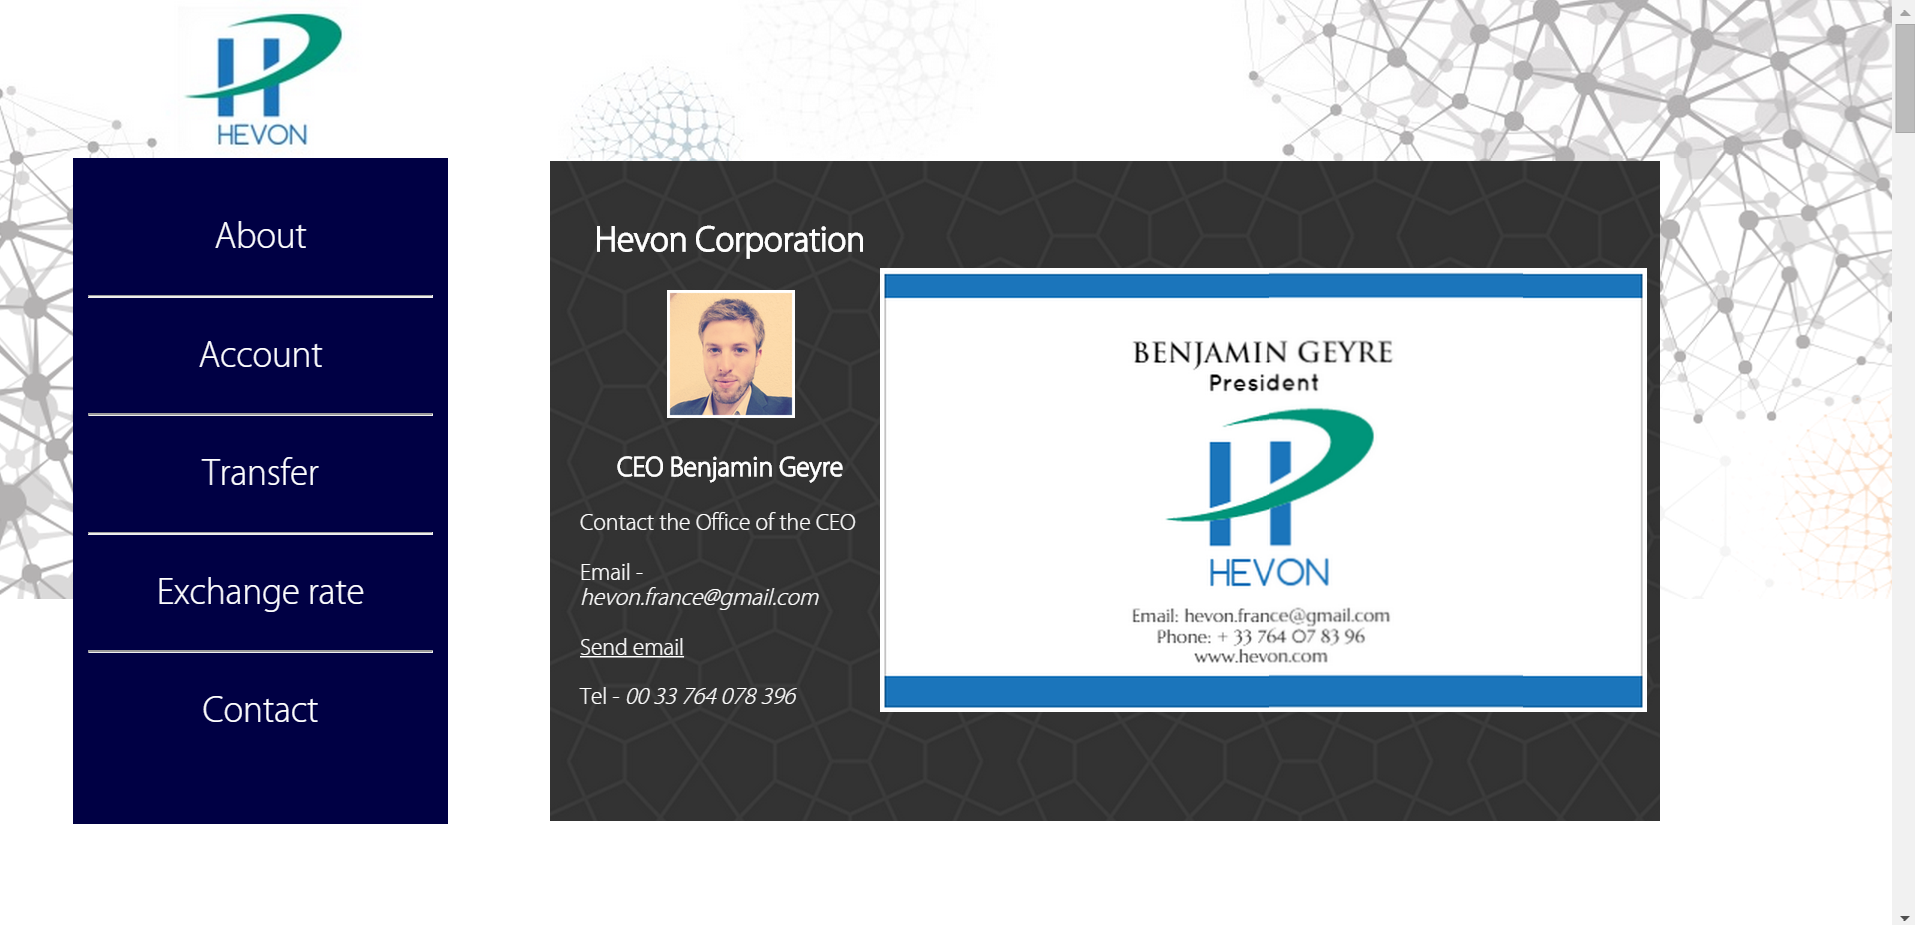 HEVON
About
Account
Transfer
Exchange rate
Contact
Hevon Corporation
CEO Benjamin Geyre
Contact the Office of the CEO
Email -
hevon.france@gmail.com
Send email
Tel - 00 33 764 078 396
BENJAMIN GEYRE
President
HEVON
Email: hevon.france@gmail.com
Phone: + 33 764 07 83 96
www.hevon.com